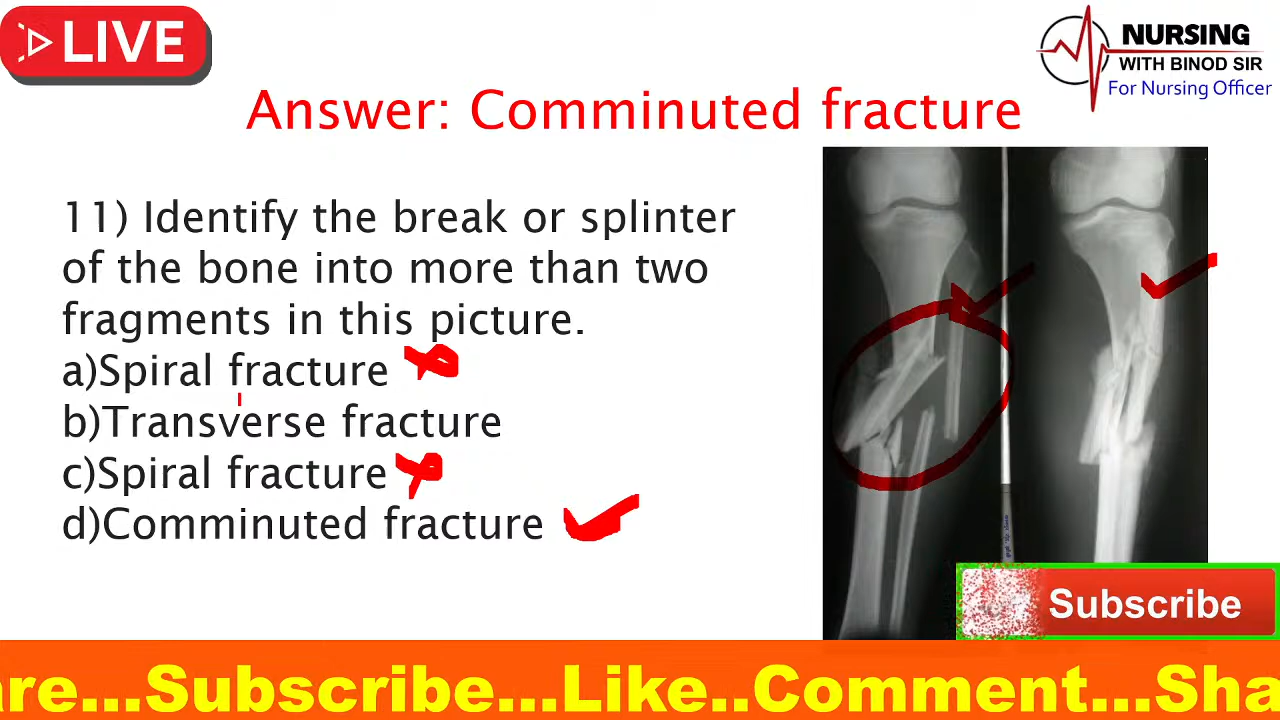 LIVE
NURSING
WITH BINOD SIR
For Nursing Officer
Answer: Comminuted fracture
11) Identify the break or splinter
of the bone into more than two
fragments in this picture.
a)Spiral fracture
b)Transverse fracture
c)Spiral fracture
d)Comminuted fracture
Subscribe
are...Subscribe...Like..Comment...Sha